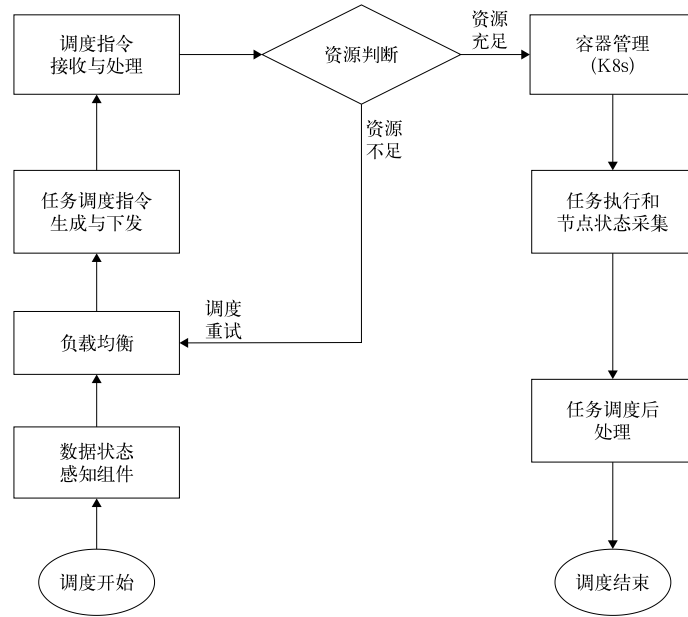 调度指令
接收与处理
资源判断
资源
充足
容器管理
(K8s)
资源
不足
任务调度指令
生成与下发
任务执行和
节点状态采集
调度
重试
负载均衡
任务调度后
处理
数据状态
感知组件
调度开始
调度结束